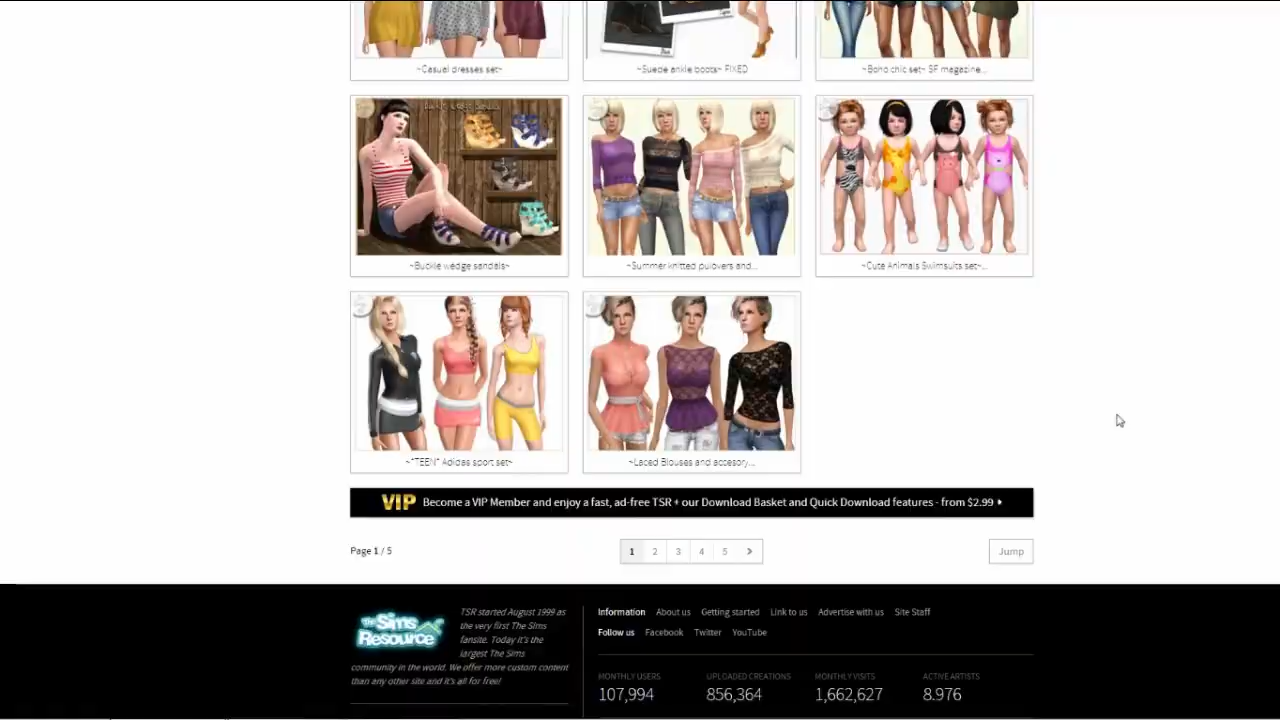 ~Casual dresses set~
~Suede ankle boots~ FIXED
~Boho chic set~ SF magazine...
~Buckle wedge sandals~
~Summer knitted pulovers and...
~Cute Animals Swimsuits set~...
~*TEEN* Adidas sport set~
~Laced Blouses and accesory...
VIP Become a VIP Member and enjoy a fast, ad-free TSR + our Download Basket and Quick Download features - from $2.99
Page 1 / 5
1 2 3 4 5
Jump
The Sims Resource
TSR started August 1999 as
the very first The Sims
fansite. Today it's the
largest The Sims
community in the world. We offer more custom content
than any other site and it's all for free!
Information About us Getting started Link to us Advertise with us Site Staff
Follow us Facebook Twitter YouTube
MONTHLY USERS UPLOADED CREATIONS MONTHLY VISITS ACTIVE ARTISTS
107,994 856,364 1,662,627 8.976